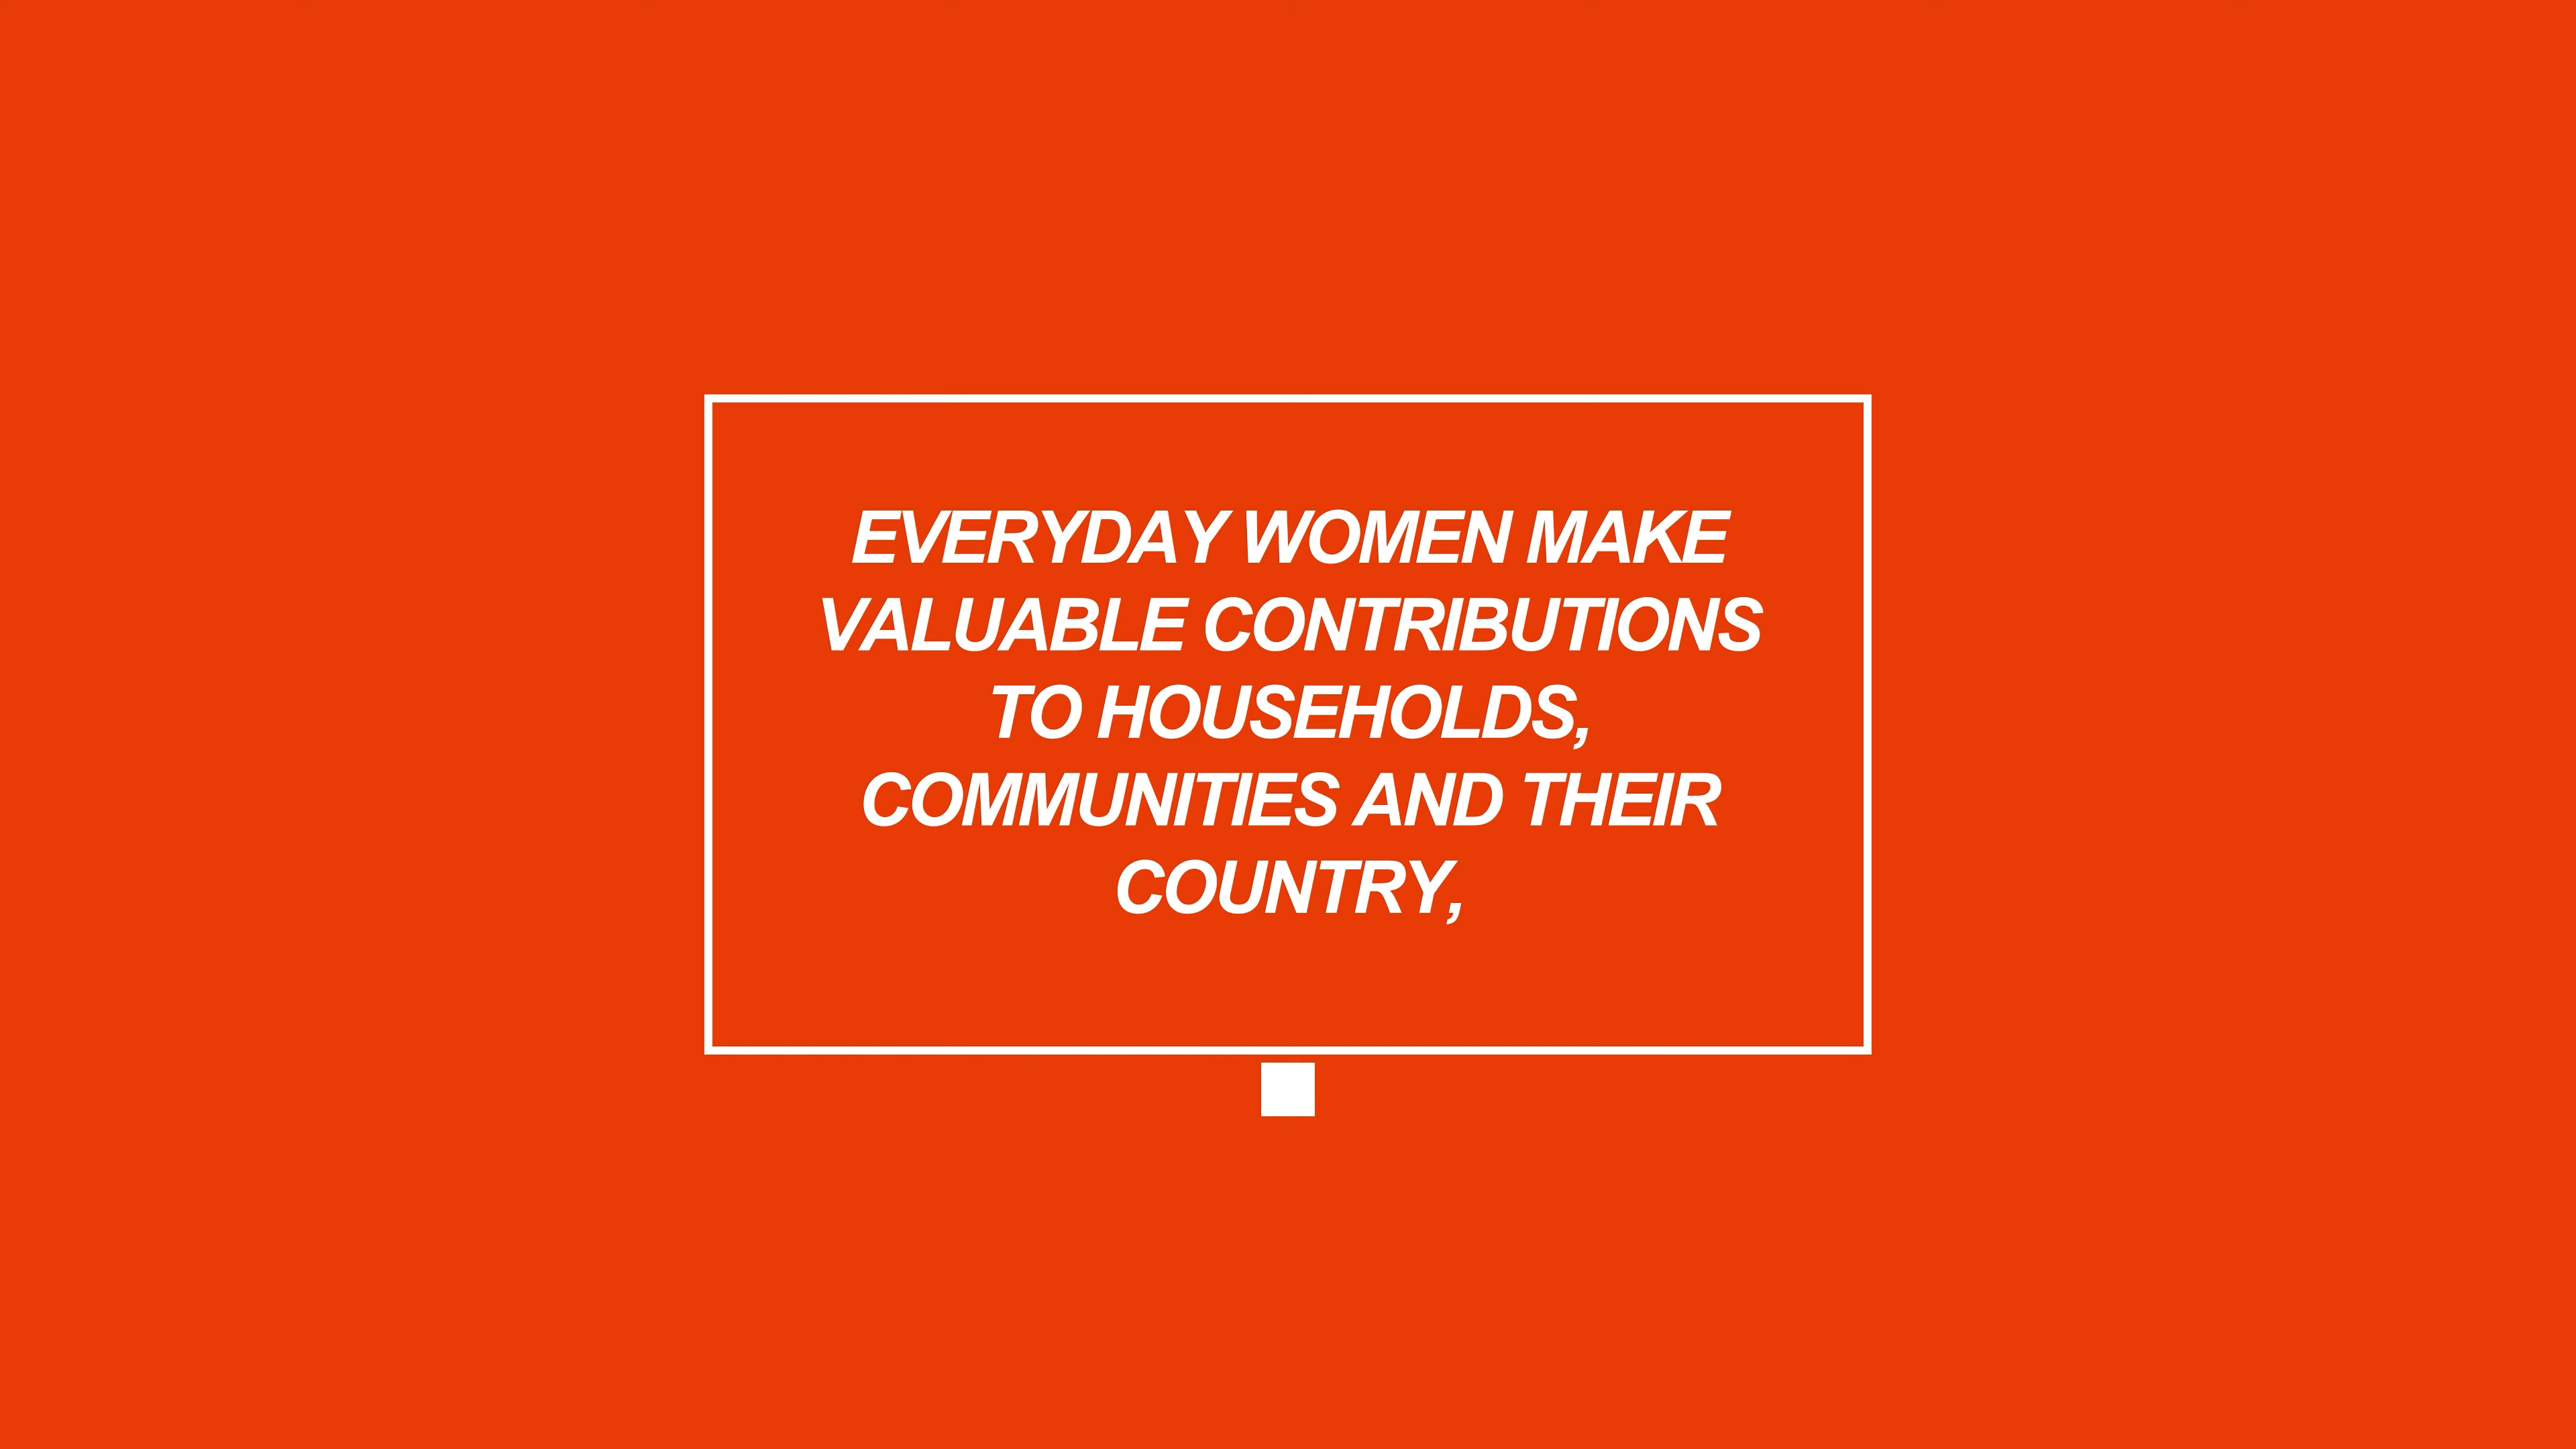 EVERYDAY WOMEN MAKE
VALUABLE CONTRIBUTIONS
TO HOUSEHOLDS,
COMMUNITIES AND THEIR
COUNTRY,